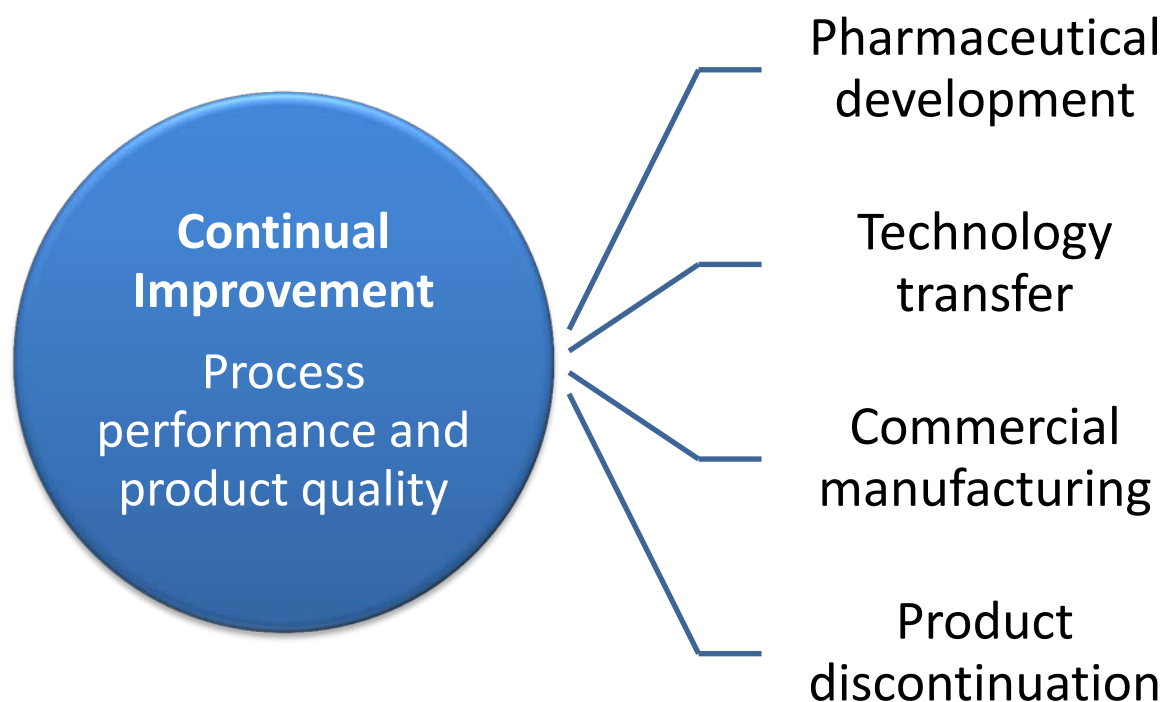 Continual
Improvement
Process
performance and
product quality
Pharmaceutical
development
Technology
transfer
Commercial
manufacturing
Product
discontinuation